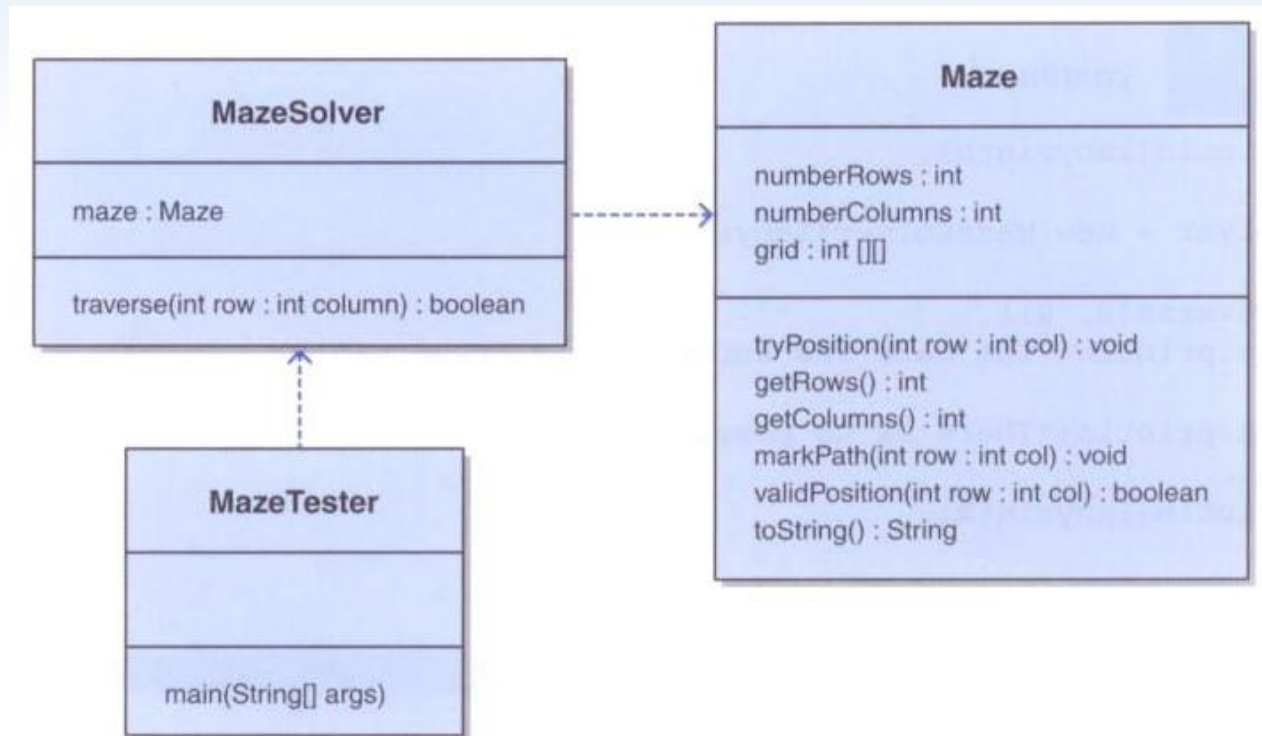 MazeSolver
maze : Maze
traverse(int row : int column) : boolean
MazeTester
main(String[] args)
Maze
numberRows : int
numberColumns : int
grid : int [][]
tryPosition(int row : int col) : void
getRows() : int
getColumns() : int
markPath(int row : int col) : void
validPosition(int row : int col) : boolean
toString() : String